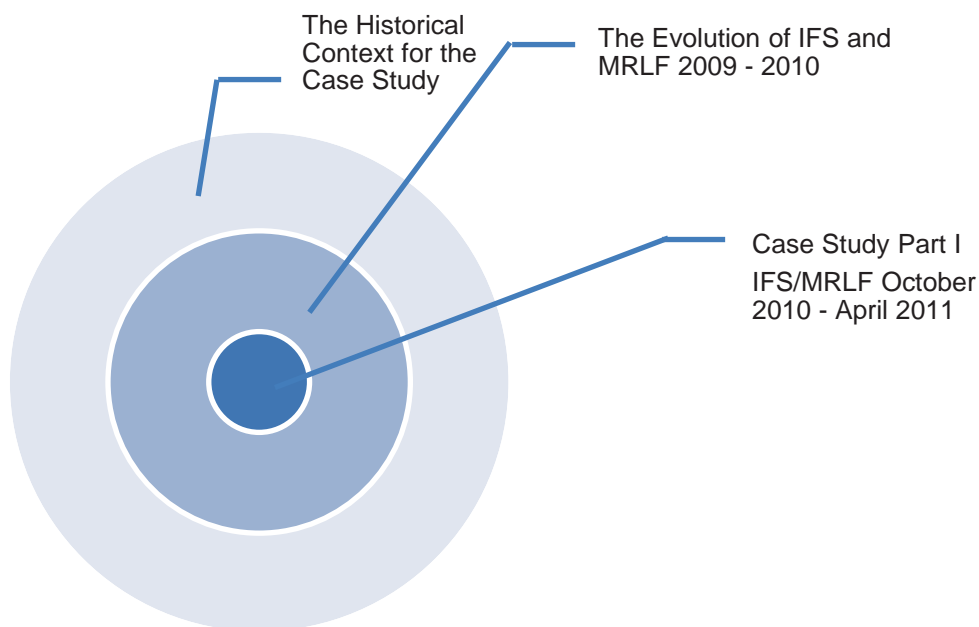 The Historical
Context for the
Case Study
The Evolution of IFS and
MRLF 2009 - 2010
Case Study Part I
IFS/MRLF October
2010 - April 2011